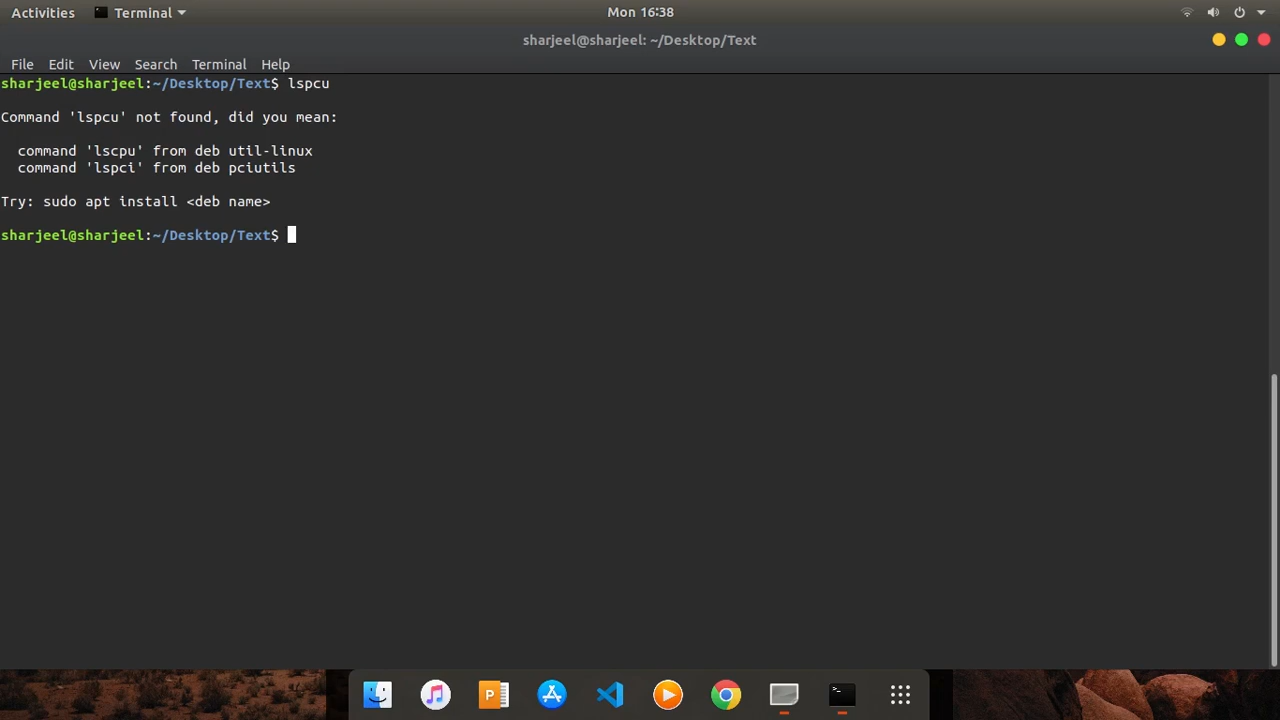 Activities Terminal Mon 16:38
sharjeel@sharjeel: ~/Desktop/Text
File Edit View Search Terminal Help
sharjeel@sharjeel:~/Desktop/Text$ lspcu
Command 'lspcu' not found, did you mean:
command 'lscpu' from deb util-linux
command 'lspci' from deb pciutils
Try: sudo apt install <deb name>
sharjeel@sharjeel:~/Desktop/Text$
P
>_